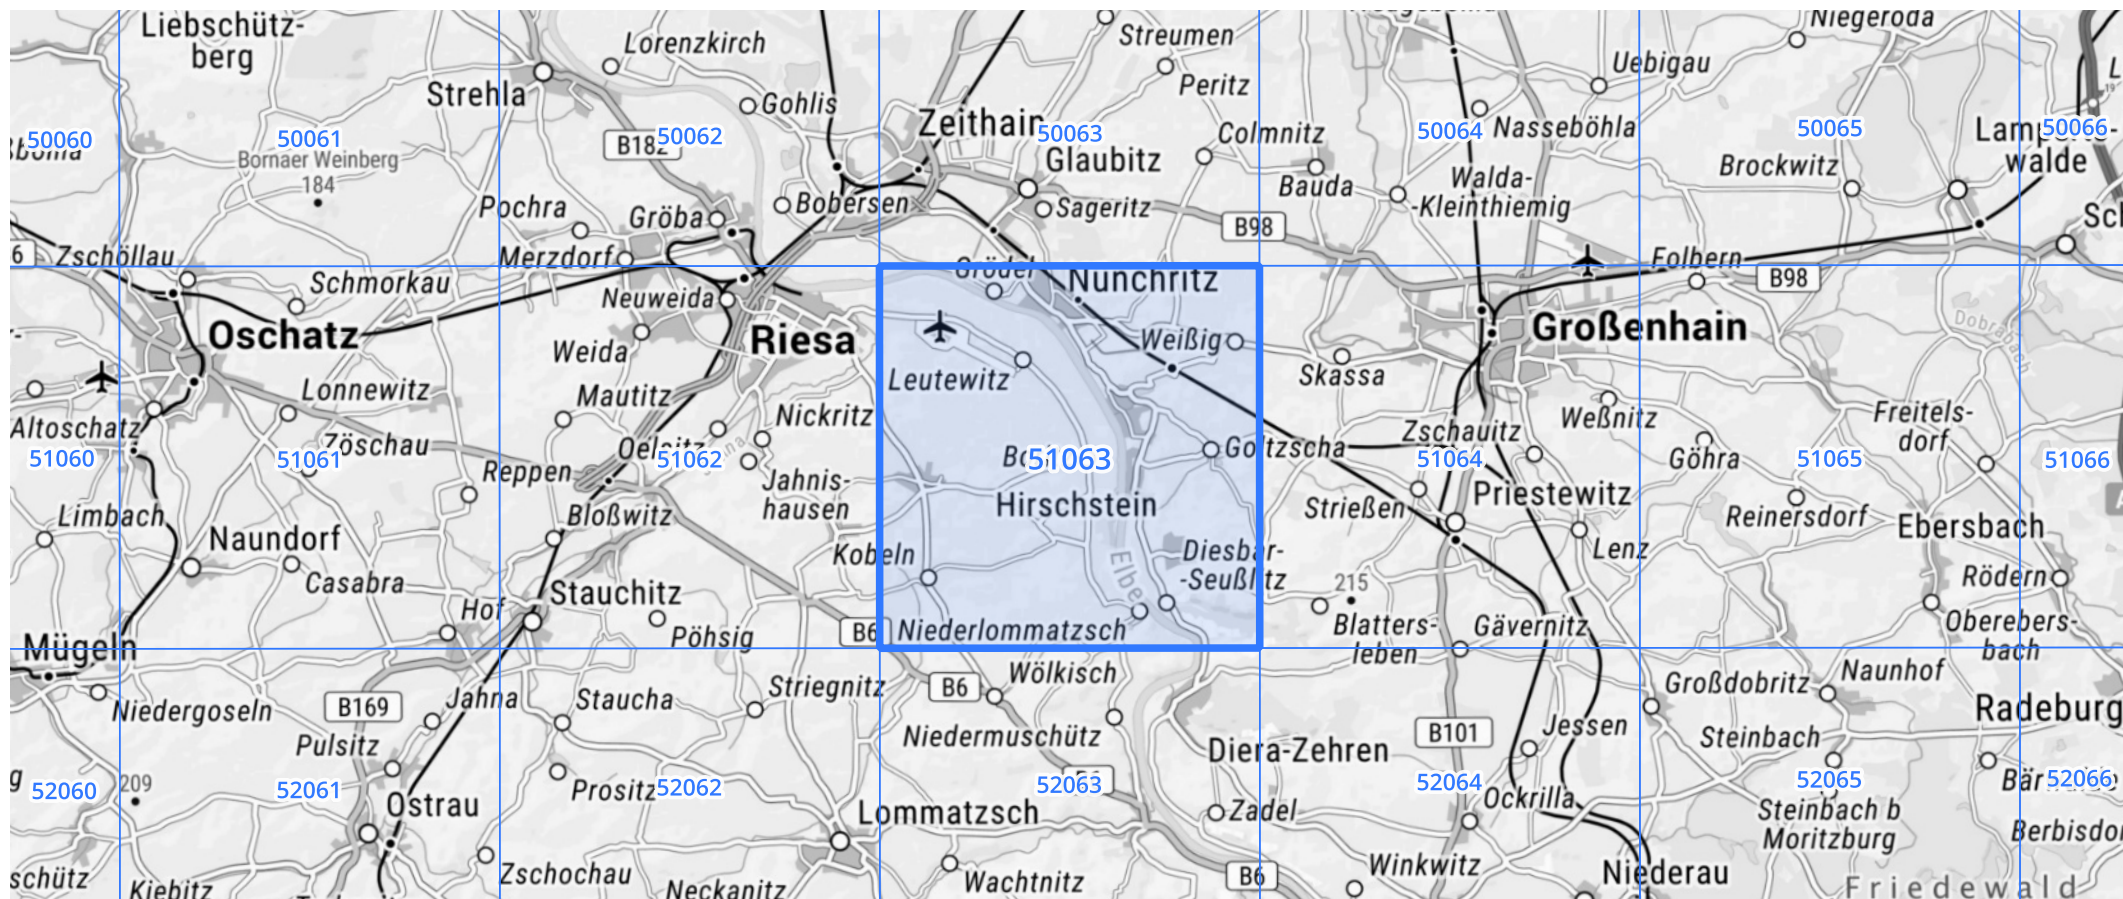 Liebschütz-
berg
Lorenzkirch
Streumen
Niegeroda
Strehla
Gohlis
Peritz
Uebigau
50060
50061
B182
50062
Zeithain
50063
Colmnitz
50064
Nasseböhla
50065
50066
Bornaer Weinberg
184
Glaubitz
Bauda
Walda-
-Kleinthiemig
Brockwitz
walde
Pochra
Gröba
Bobersen
Sageritz
B98
6
Zschöllau
Merzdorf
Folbern
B98
Schmorkau
Neuweida
Grödel
Nünchritz
Oschatz
Weida
Riesa
Weißig
Großenhain
Dobrabach
Leutewitz
Skassa
Lonnewitz
Mautitz
Nickritz
Weßnitz
Freitels-
dorf
Altoschatz
Zöschau
Oelsitz
Goltzscha
Zschauitz
51060
51061
51062
51063
51064
51065
51066
Reppen
Jahnis-
hausen
Göhra
Hirschstein
Strießen
Priestewitz
Reinersdorf
Ebersbach
Limbach
Naundorf
Bloßwitz
Kobeln
Elbe
Diesbar-
-Seußlitz
Lenz
Casabra
Stauchitz
215
Rödern
Hof
Pöhsig
B6
Niederlommatzsch
Blatters-
leben
Gävernitz
Oberebers-
bach
Mügeln
Wölkisch
Niedergoseln
B169
Jahna
Staucha
Striegnitz
B6
Großdobritz
Naunhof
Radeburg
Pulsitz
Niedermuschütz
Diera-Zehren
B101
Jessen
Steinbach
52060
209
52061
Prositz
52062
52063
52064
52065
52066
Ostrau
Lommatzsch
Zadel
Ockrilla
Steinbach b
Moritzburg
Zschochau
Neckanitz
Wachtnitz
B6
Winkwitz
Niederau
Kiebitz
Friedewald